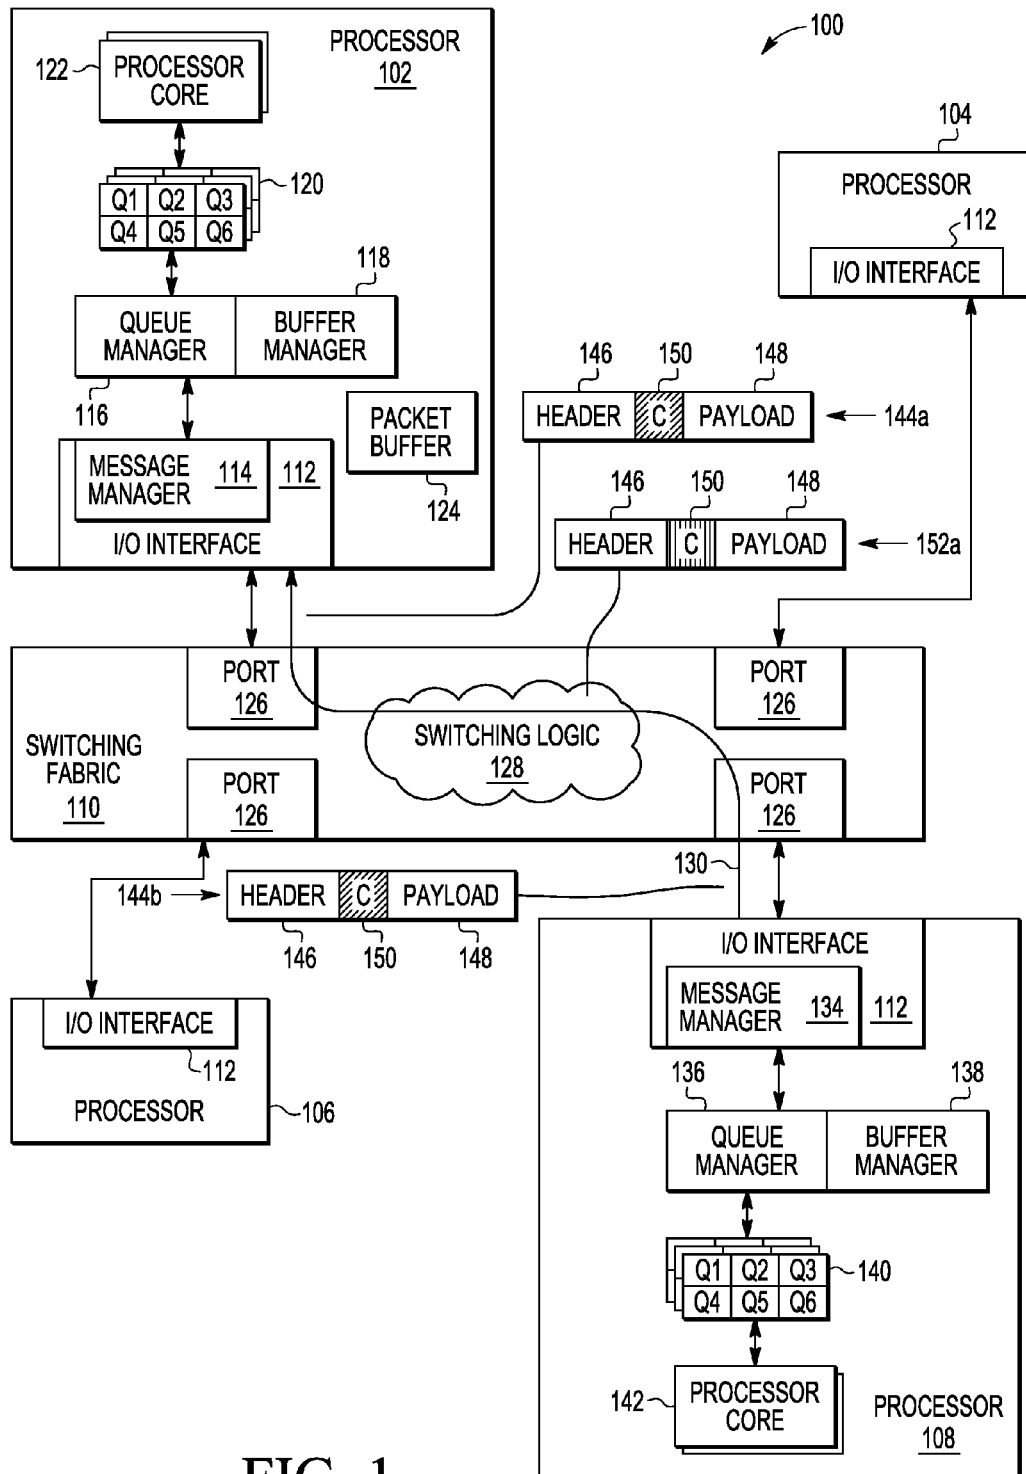 100
PROCESSOR
102
122
PROCESSOR
CORE
120
Q1 Q2 Q3
Q4 Q5 Q6
118
QUEUE
MANAGER
BUFFER
MANAGER
116
PACKET
BUFFER
124
MESSAGE
MANAGER
114
112
I/O INTERFACE
104
PROCESSOR
112
I/O INTERFACE
146 150 148
HEADER C PAYLOAD
144a
146 150 148
HEADER C PAYLOAD
152a
PORT
126
PORT
126
SWITCHING
FABRIC
110
SWITCHING LOGIC
128
PORT
126
PORT
126
130
144b
HEADER C PAYLOAD
146 150 148
I/O INTERFACE
112
PROCESSOR
106
I/O INTERFACE
MESSAGE
MANAGER
134
112
136 138
QUEUE
MANAGER
BUFFER
MANAGER
Q1 Q2 Q3
Q4 Q5 Q6
140
142
PROCESSOR
CORE
PROCESSOR
108
FIG. 1